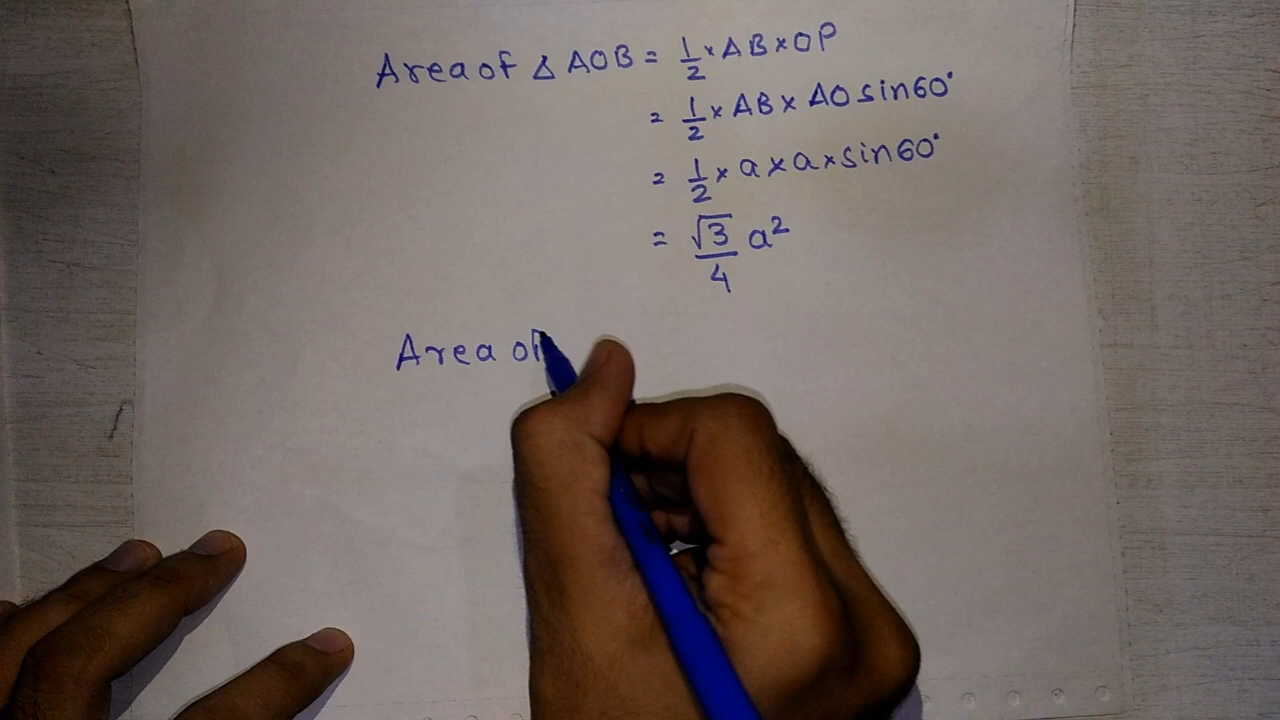 Area of Δ AOB = 1/2 × AB × OP
= 1/2 × AB × AO sin60°
= 1/2 × a × a × sin60°
= √3/4 a²
Area of